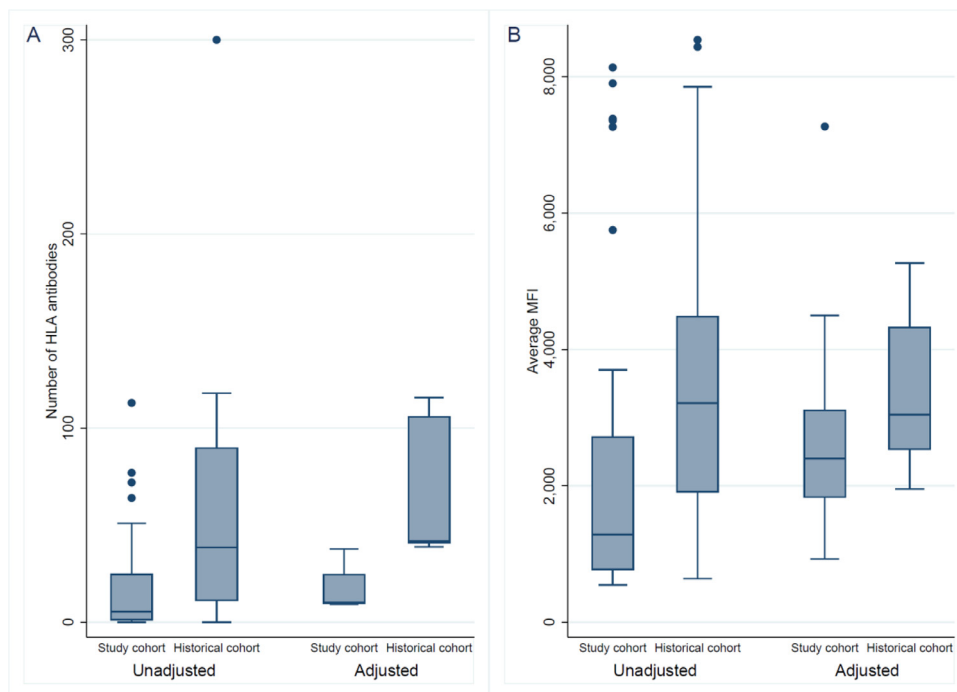 A
Number of HLA antibodies
300
200
100
0
Study cohort Historical cohort Study cohort Historical cohort
Unadjusted Adjusted
B
Average MFI
8,000
6,000
4,000
2,000
0
Study cohort Historical cohort Study cohort Historical cohort
Unadjusted Adjusted